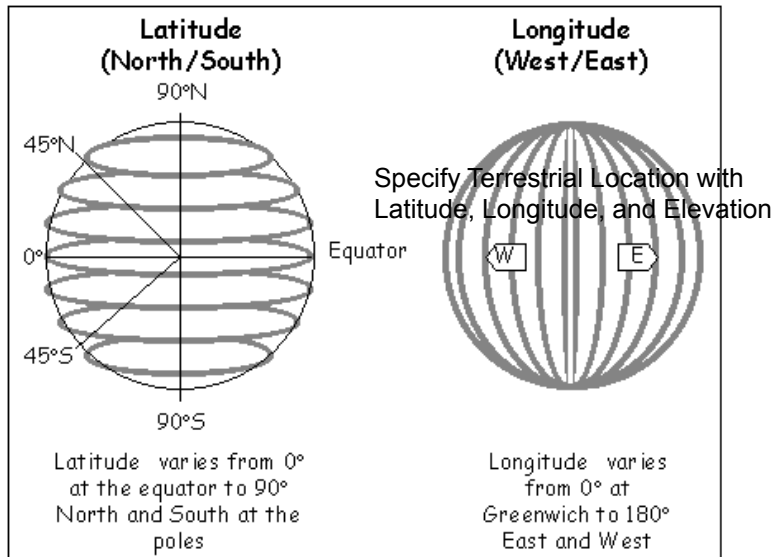 Latitude
(North/South)
90°N
45°N
0°
Equator
45°S
90°S
Latitude varies from 0°
at the equator to 90°
North and South at the
poles
Longitude
(West/East)
Specify Terrestrial Location with
Latitude, Longitude, and Elevation
W
E
Longitude varies
from 0° at
Greenwich to 180°
East and West